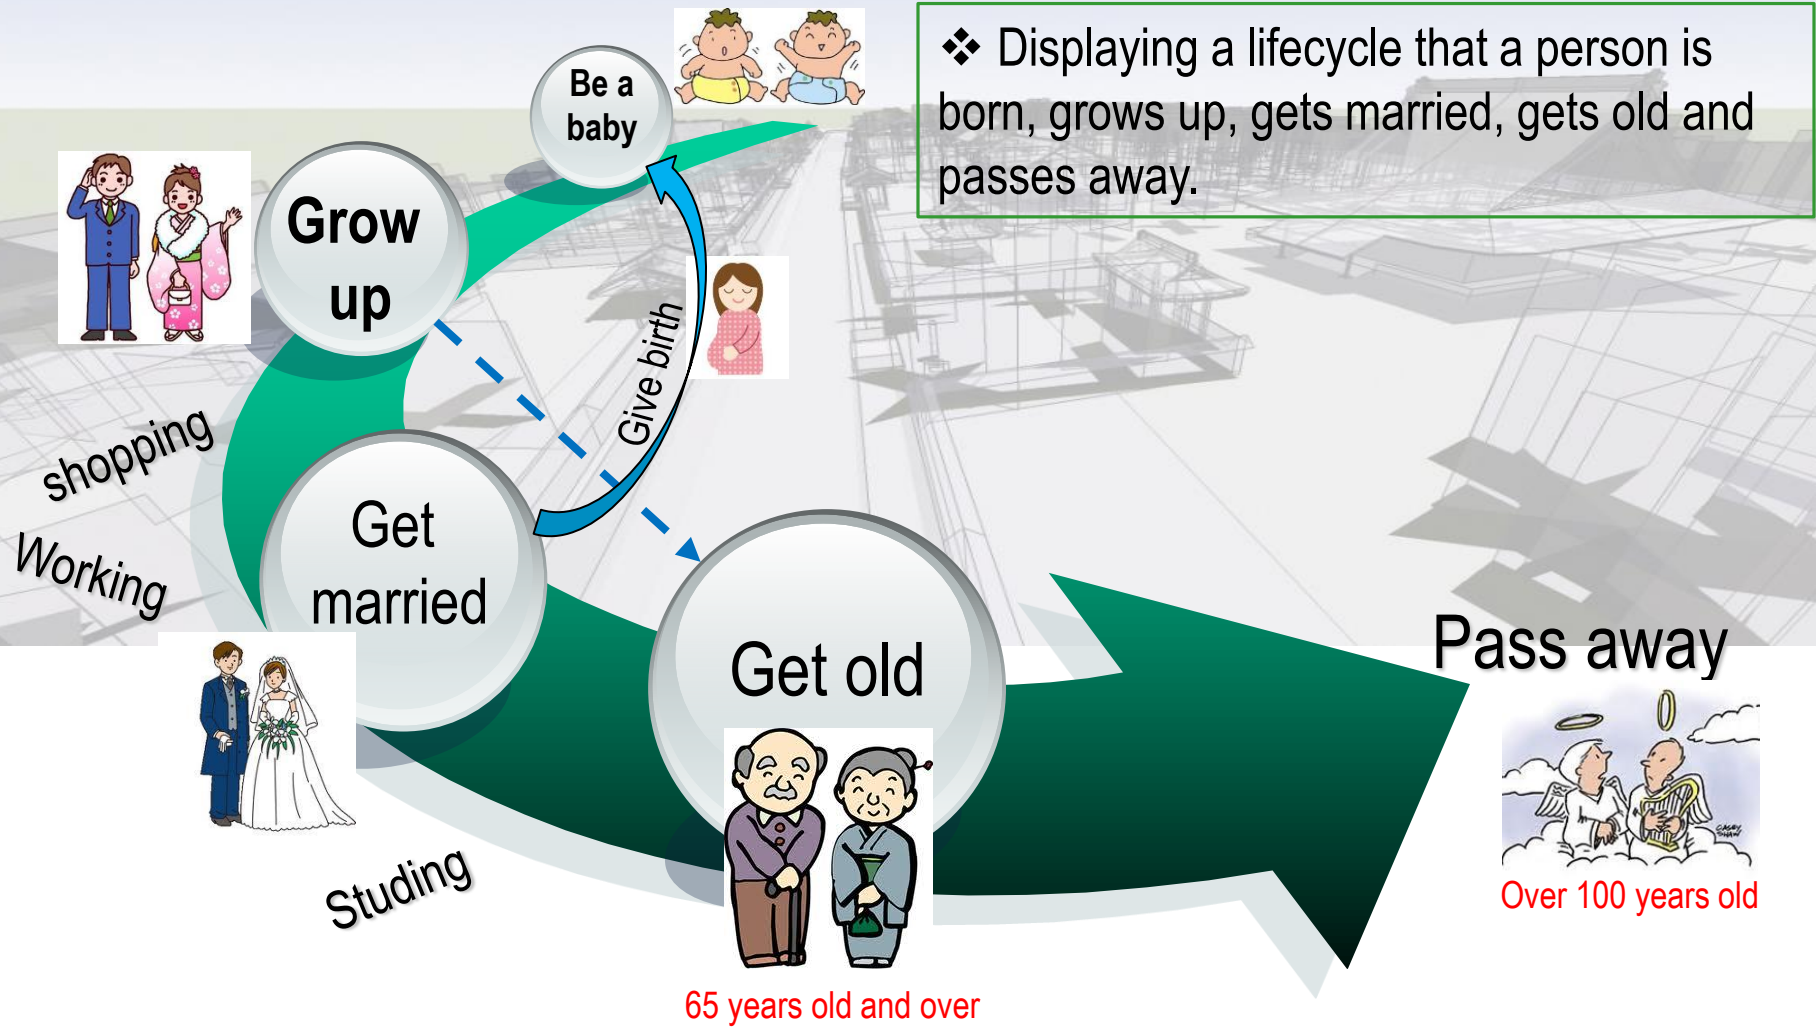 ❖ Displaying a lifecycle that a person is
born, grows up, gets married, gets old and
passes away.
Be a
baby
Grow
up
Give birth
shopping
Working
Get
married
Studing
Get old
65 years old and over
Pass away
CASEY
SHAW
Over 100 years old